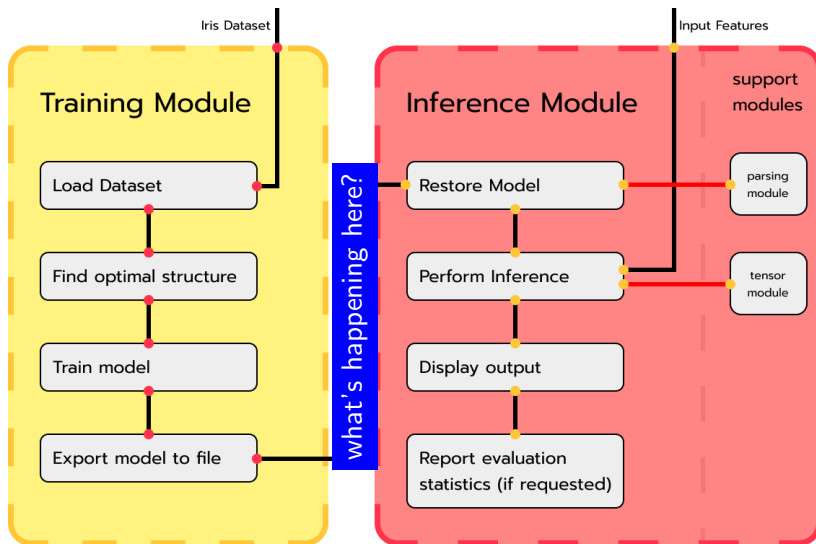 Iris Dataset
Input Features
Training Module
Load Dataset
Find optimal structure
Train model
Export model to file
what's happening here?
Inference Module
Restore Model
Perform Inference
Display output
Report evaluation
statistics (if requested)
support
modules
parsing
module
tensor
module